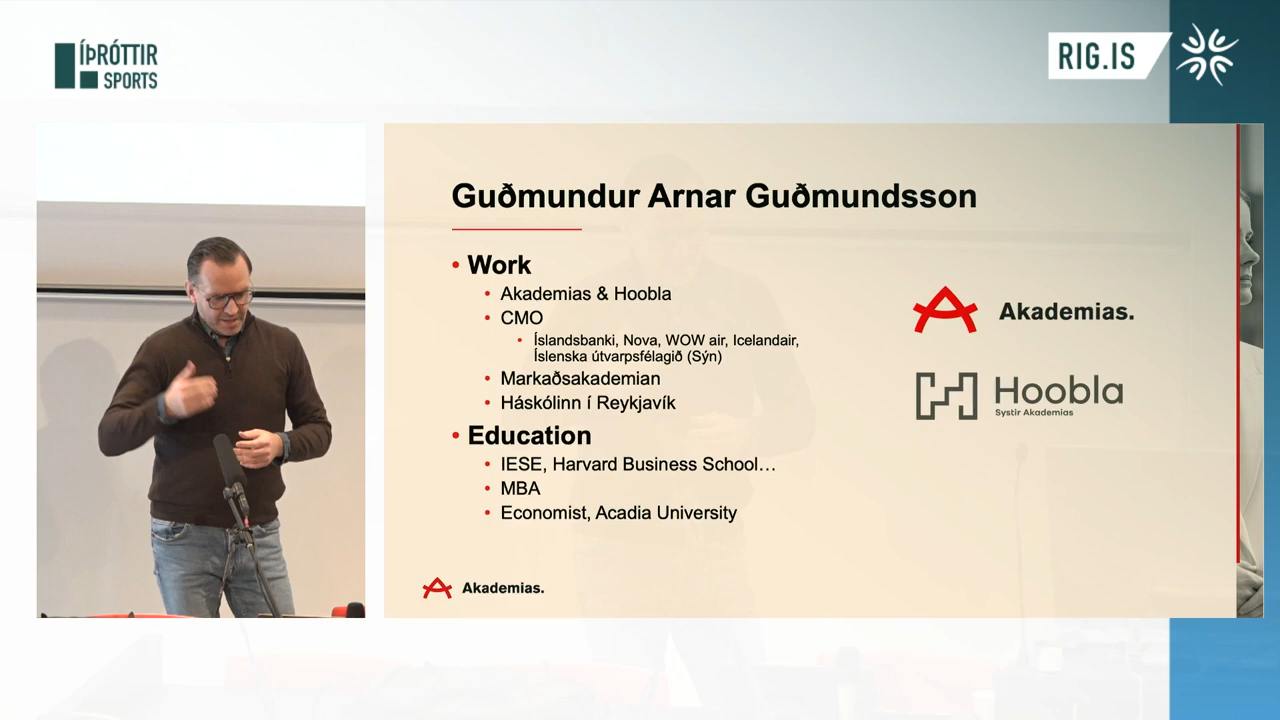 ÍÞRÓTTIR
SPORTS
RIG.IS
Guðmundur Arnar Guðmundsson
• Work
• Akademias & Hoobla
• CMO
• Íslandsbanki, Nova, WOW air, Icelandair,
Íslenska útvarpsfélagið (Sýn)
• Markaðsakademian
• Háskólinn í Reykjavík
• Education
• IESE, Harvard Business School…
• MBA
• Economist, Acadia University
Akademias.
Hoobla
Systir Akademias
Akademias.